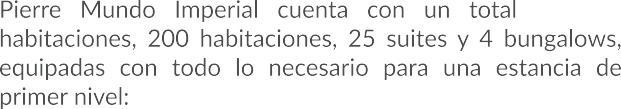 Pierre Mundo Imperial cuenta con un total
habitaciones, 200 habitaciones, 25 suites y 4 bungalows,
equipadas con todo lo necesario para una estancia de
primer nivel: